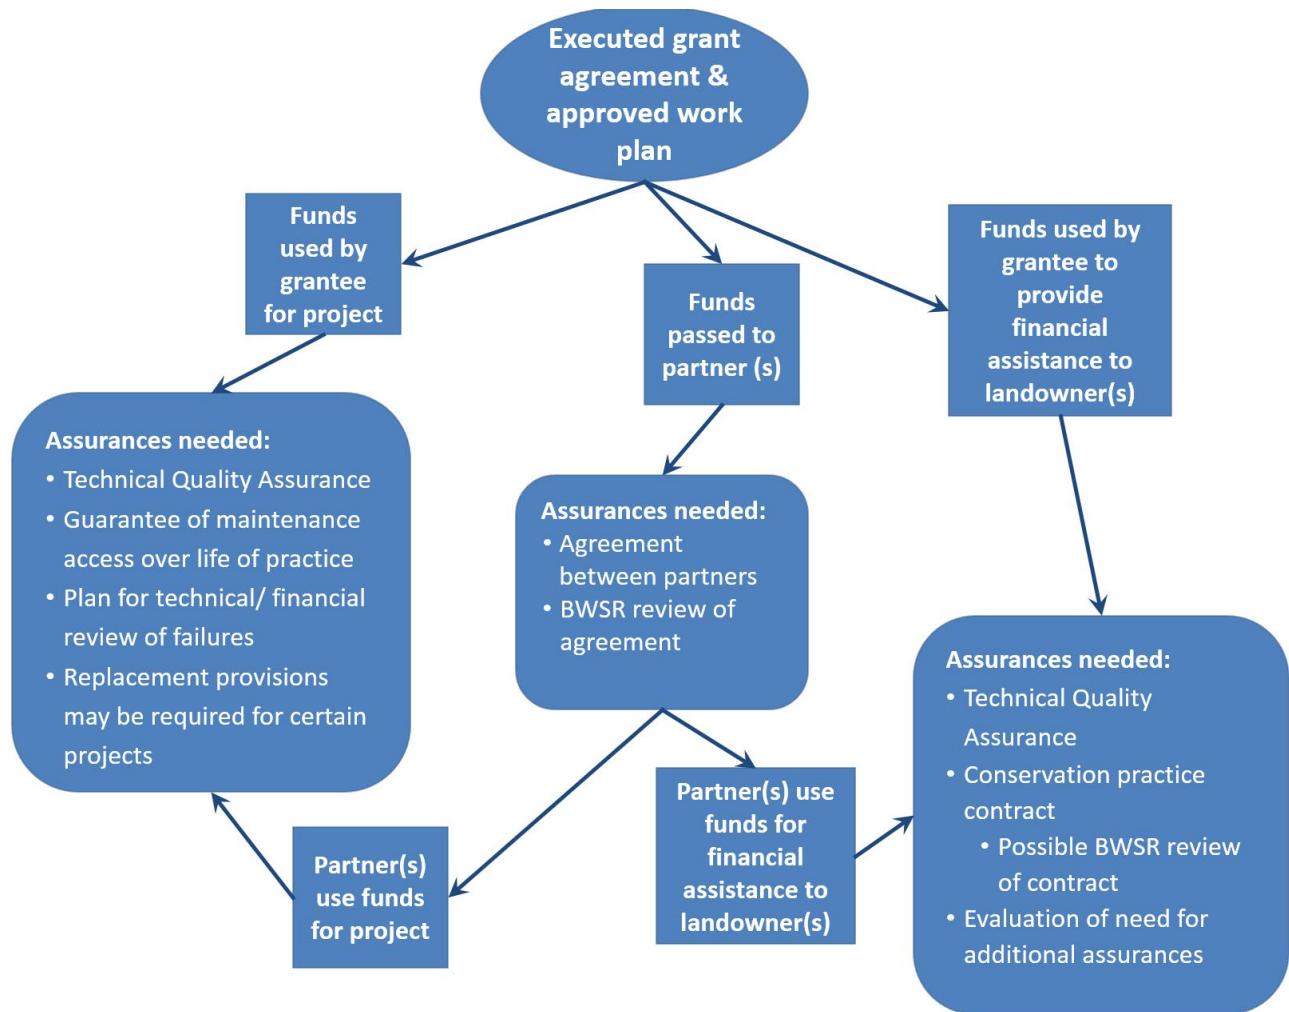 Executed grant
agreement &
approved work
plan
Funds
used by
grantee
for project
Funds
passed to
partner (s)
Funds used by
grantee to
provide
financial
assistance to
landowner(s)
Assurances needed:
• Technical Quality Assurance
• Guarantee of maintenance
access over life of practice
• Plan for technical/ financial
review of failures
• Replacement provisions
may be required for certain
projects
Assurances needed:
• Agreement
between partners
• BWSR review of
agreement
Assurances needed:
• Technical Quality
Assurance
• Conservation practice
contract
• Possible BWSR review
of contract
• Evaluation of need for
additional assurances
Partner(s)
use funds
for project
Partner(s) use
funds for
financial
assistance to
landowner(s)